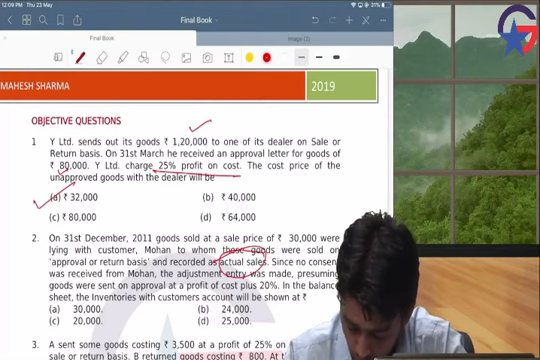 12:09 PM Thu 23 May
Final Book
31%
Final Book
Image (2)
MAHESH SHARMA
2019
OBJECTIVE QUESTIONS
1 Y Ltd. sends out its goods ₹ 1,20,000 to one of its dealer on Sale or
Return basis. On 31st March he received an approval letter for goods of
₹ 80,000. Y Ltd. charge 25% profit on cost. The cost price of the
unapproved goods with the dealer will be
(a) ₹ 32,000 (b) ₹ 40,000
(c) ₹ 80,000 (d) ₹ 64,000
2. On 31st December, 2011 goods sold at a sale price of ₹ 30,000 were
lying with customer, Mohan to whom those goods were sold on
'approval or return basis' and recorded as actual sales. Since no consen
was received from Mohan, the adjustment entry was made, presuming
goods were sent on approval at a profit of cost plus 20%. In the balance
sheet, the Inventories with customers account will be shown at ₹
(a) 30,000. (b) 24,000.
(c) 20,000. (d) 25,000.
3. A sent some goods costing ₹ 3,500 at a profit of 25% on
sale or return basis. B returned goods costing ₹ 800. At t